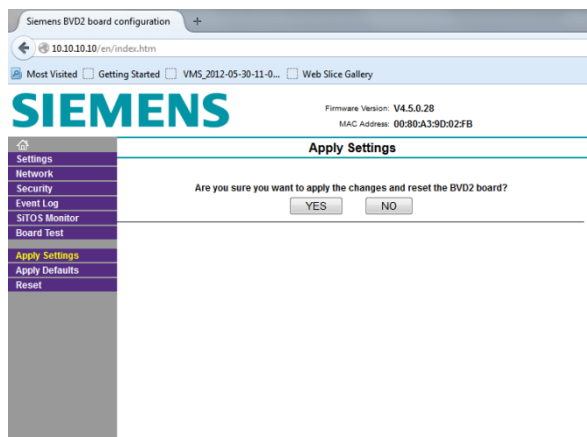 Siemens BVD2 board configuration
10.10.10.10/en/index.htm
Most Visited Getting Started VMS_2012-05-30-11-0... Web Slice Gallery
SIEMENS
Firmware Version: V4.5.0.28
MAC Address: 00:80:A3:9D:02:FB
Apply Settings
Settings
Network
Security
Event Log
SiTOS Monitor
Board Test
Apply Settings
Apply Defaults
Reset
Are you sure you want to apply the changes and reset the BVD2 board?
YES NO